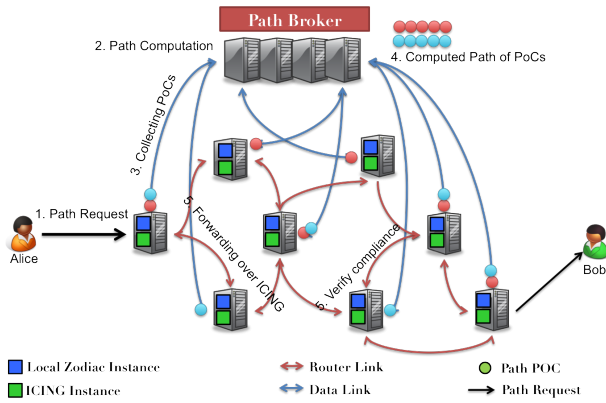 Path Broker
2. Path Computation
4. Computed Path of PoCs
3. Collecting PoCs
1. Path Request
Alice
5. Forwarding over ICING
5. Verify compliance
Bob
Local Zodiac Instance
Router Link
Path POC
ICING Instance
Data Link
Path Request